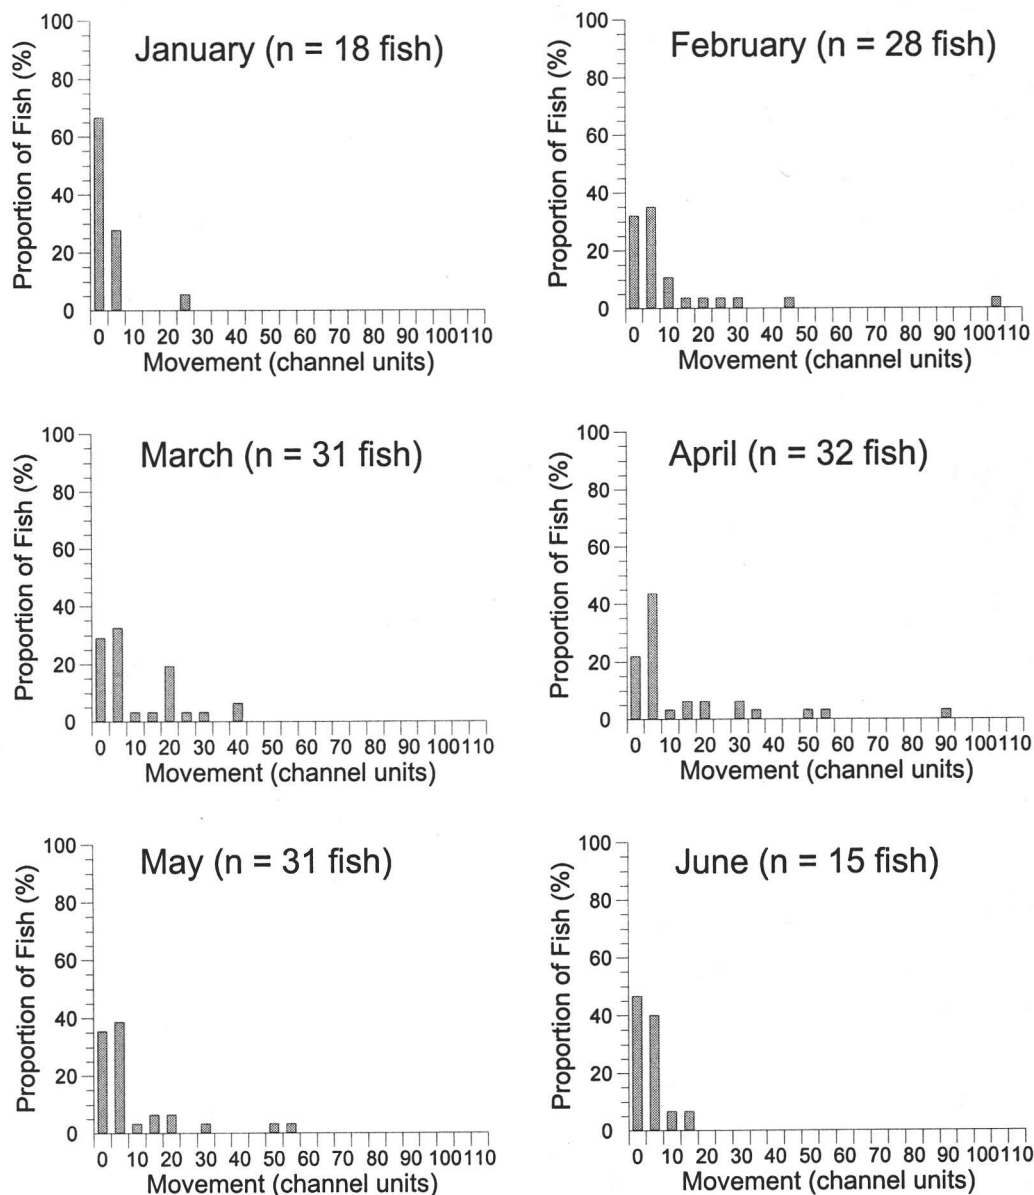 January (n = 18 fish)
Proportion of Fish (%)
100
80
60
40
20
0
0 10 20 30 40 50 60 70 80 90 100110
Movement (channel units)
February (n = 28 fish)
Proportion of Fish (%)
100
80
60
40
20
0
0 10 20 30 40 50 60 70 80 90 100110
Movement (channel units)
March (n = 31 fish)
Proportion of Fish (%)
100
80
60
40
20
0
0 10 20 30 40 50 60 70 80 90 100110
Movement (channel units)
April (n = 32 fish)
Proportion of Fish (%)
100
80
60
40
20
0
0 10 20 30 40 50 60 70 80 90 100110
Movement (channel units)
May (n = 31 fish)
Proportion of Fish (%)
100
80
60
40
20
0
0 10 20 30 40 50 60 70 80 90 100110
Movement (channel units)
June (n = 15 fish)
Proportion of Fish (%)
100
80
60
40
20
0
0 10 20 30 40 50 60 70 80 90 100110
Movement (channel units)